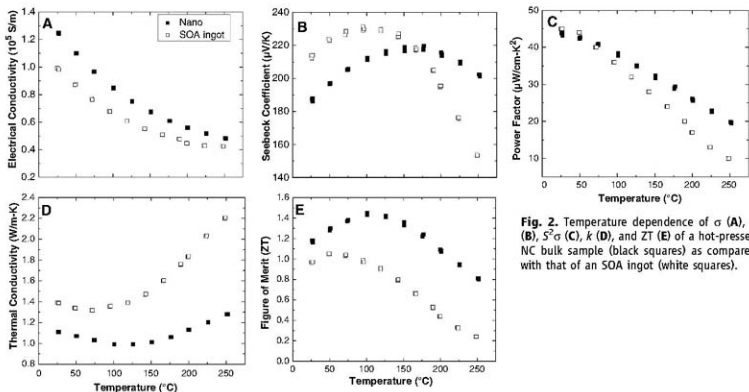 A
Nano
SOA ingot
Electrical Conductivity (10⁵ S/m)
1.2
1.0
0.8
0.6
0.4
0.2
B
Seebeck Coefficient (µV/K)
240
220
200
180
160
140
C
Power Factor (µW/cm-K²)
50
40
30
20
10
0 50 100 150 200 250
Temperature (°C)
D
Thermal Conductivity (W/m-K)
2.4
2.2
2.0
1.8
1.6
1.4
1.2
1.0
0.8
0 50 100 150 200 250
Temperature (°C)
E
Figure of Merit (ZT)
1.6
1.4
1.2
1.0
0.8
0.6
0.4
0.2
0.0
0 50 100 150 200 250
Temperature (°C)
Fig. 2. Temperature dependence of σ (A),
(B), S²σ (C), k (D), and ZT (E) of a hot-presse
NC bulk sample (black squares) as compare
with that of an SOA ingot (white squares).